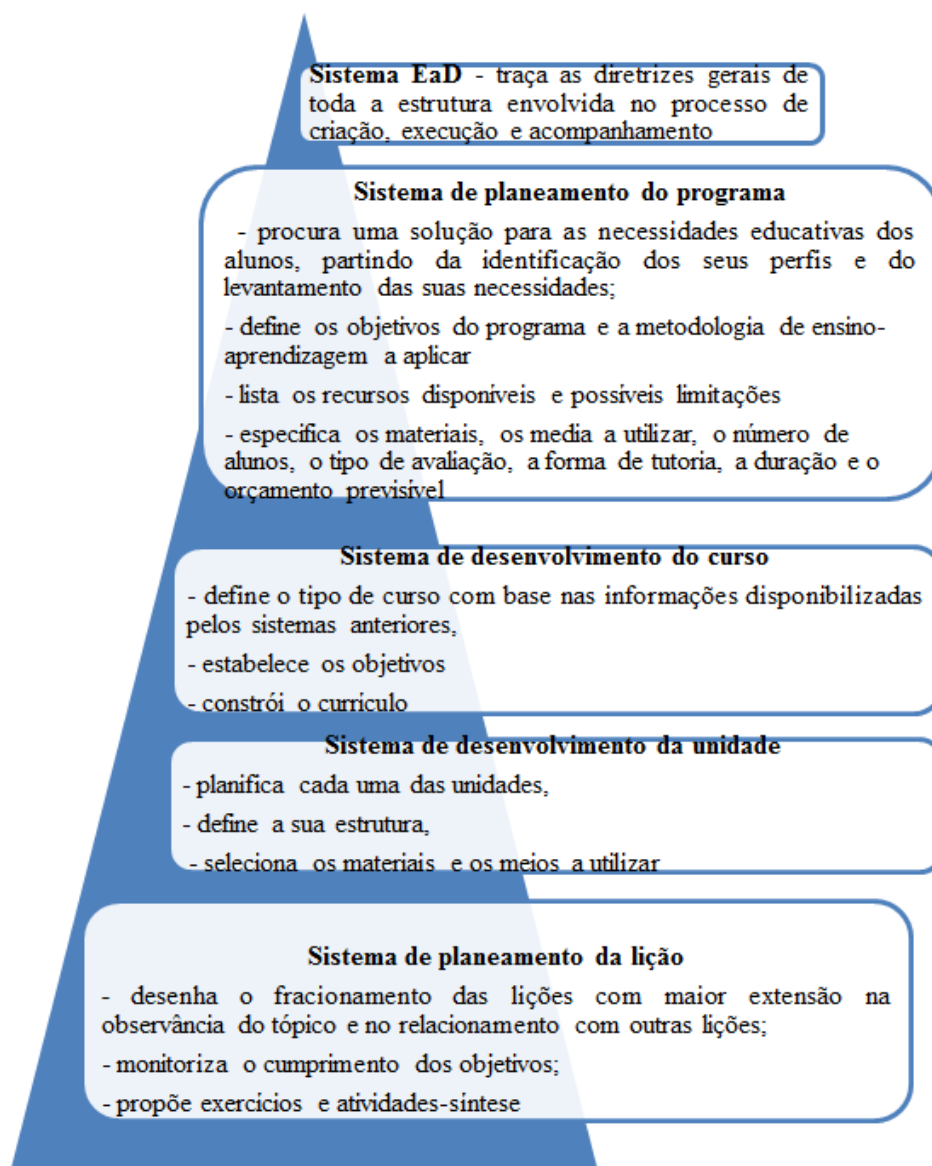 Sistema EaD - traça as diretrizes gerais de
toda a estrutura envolvida no processo de
criação, execução e acompanhamento
Sistema de planeamento do programa
- procura uma solução para as necessidades educativas dos
alunos, partindo da identificação dos seus perfis e do
levantamento das suas necessidades;
- define os objetivos do programa e a metodologia de ensino-
aprendizagem a aplicar
- lista os recursos disponíveis e possíveis limitações
- especifica os materiais, os media a utilizar, o número de
alunos, o tipo de avaliação, a forma de tutoria, a duração e o
orçamento previsível
Sistema de desenvolvimento do curso
- define o tipo de curso com base nas informações disponibilizadas
pelos sistemas anteriores,
- estabelece os objetivos
- constrói o currículo
Sistema de desenvolvimento da unidade
- planifica cada uma das unidades,
- define a sua estrutura,
- seleciona os materiais e os meios a utilizar
Sistema de planeamento da lição
- desenha o fracionamento das lições com maior extensão na
observância do tópico e no relacionamento com outras lições;
- monitoriza o cumprimento dos objetivos;
- propõe exercícios e atividades-síntese